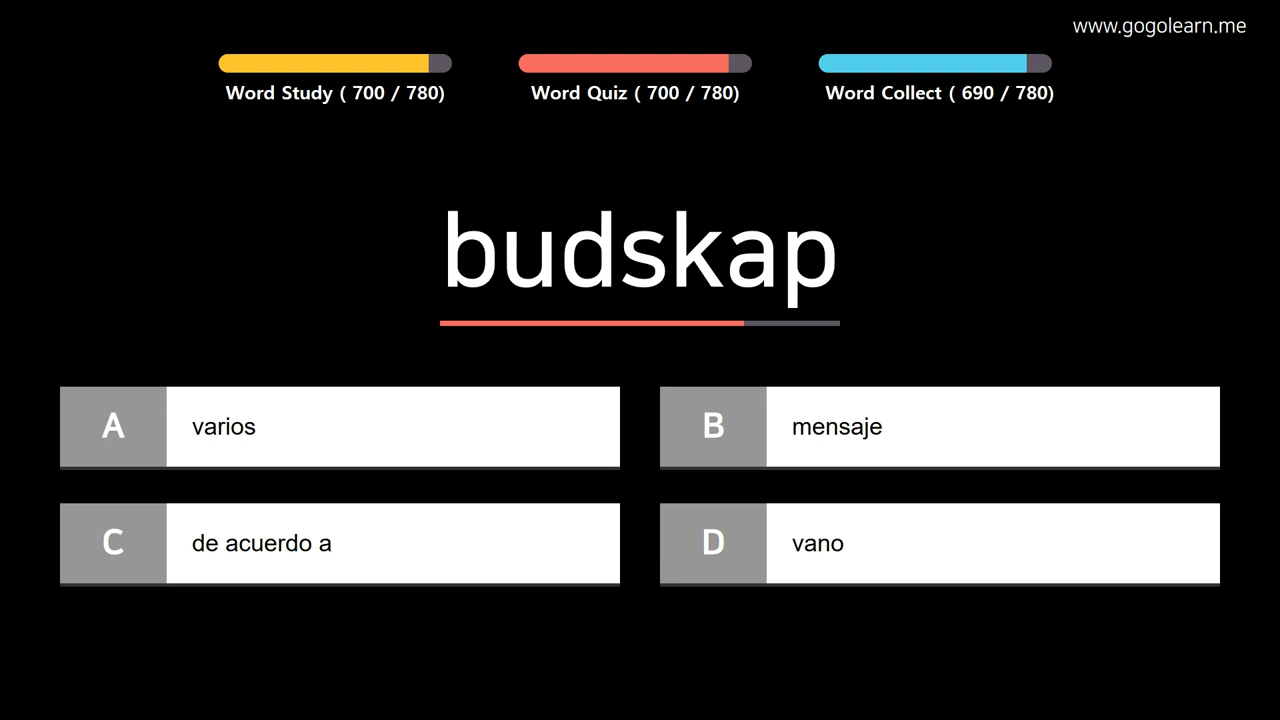 www.gogolearn.me
Word Study ( 700 / 780)
Word Quiz ( 700 / 780)
Word Collect ( 690 / 780)
budskap
A varios
B mensaje
C de acuerdo a
D vano